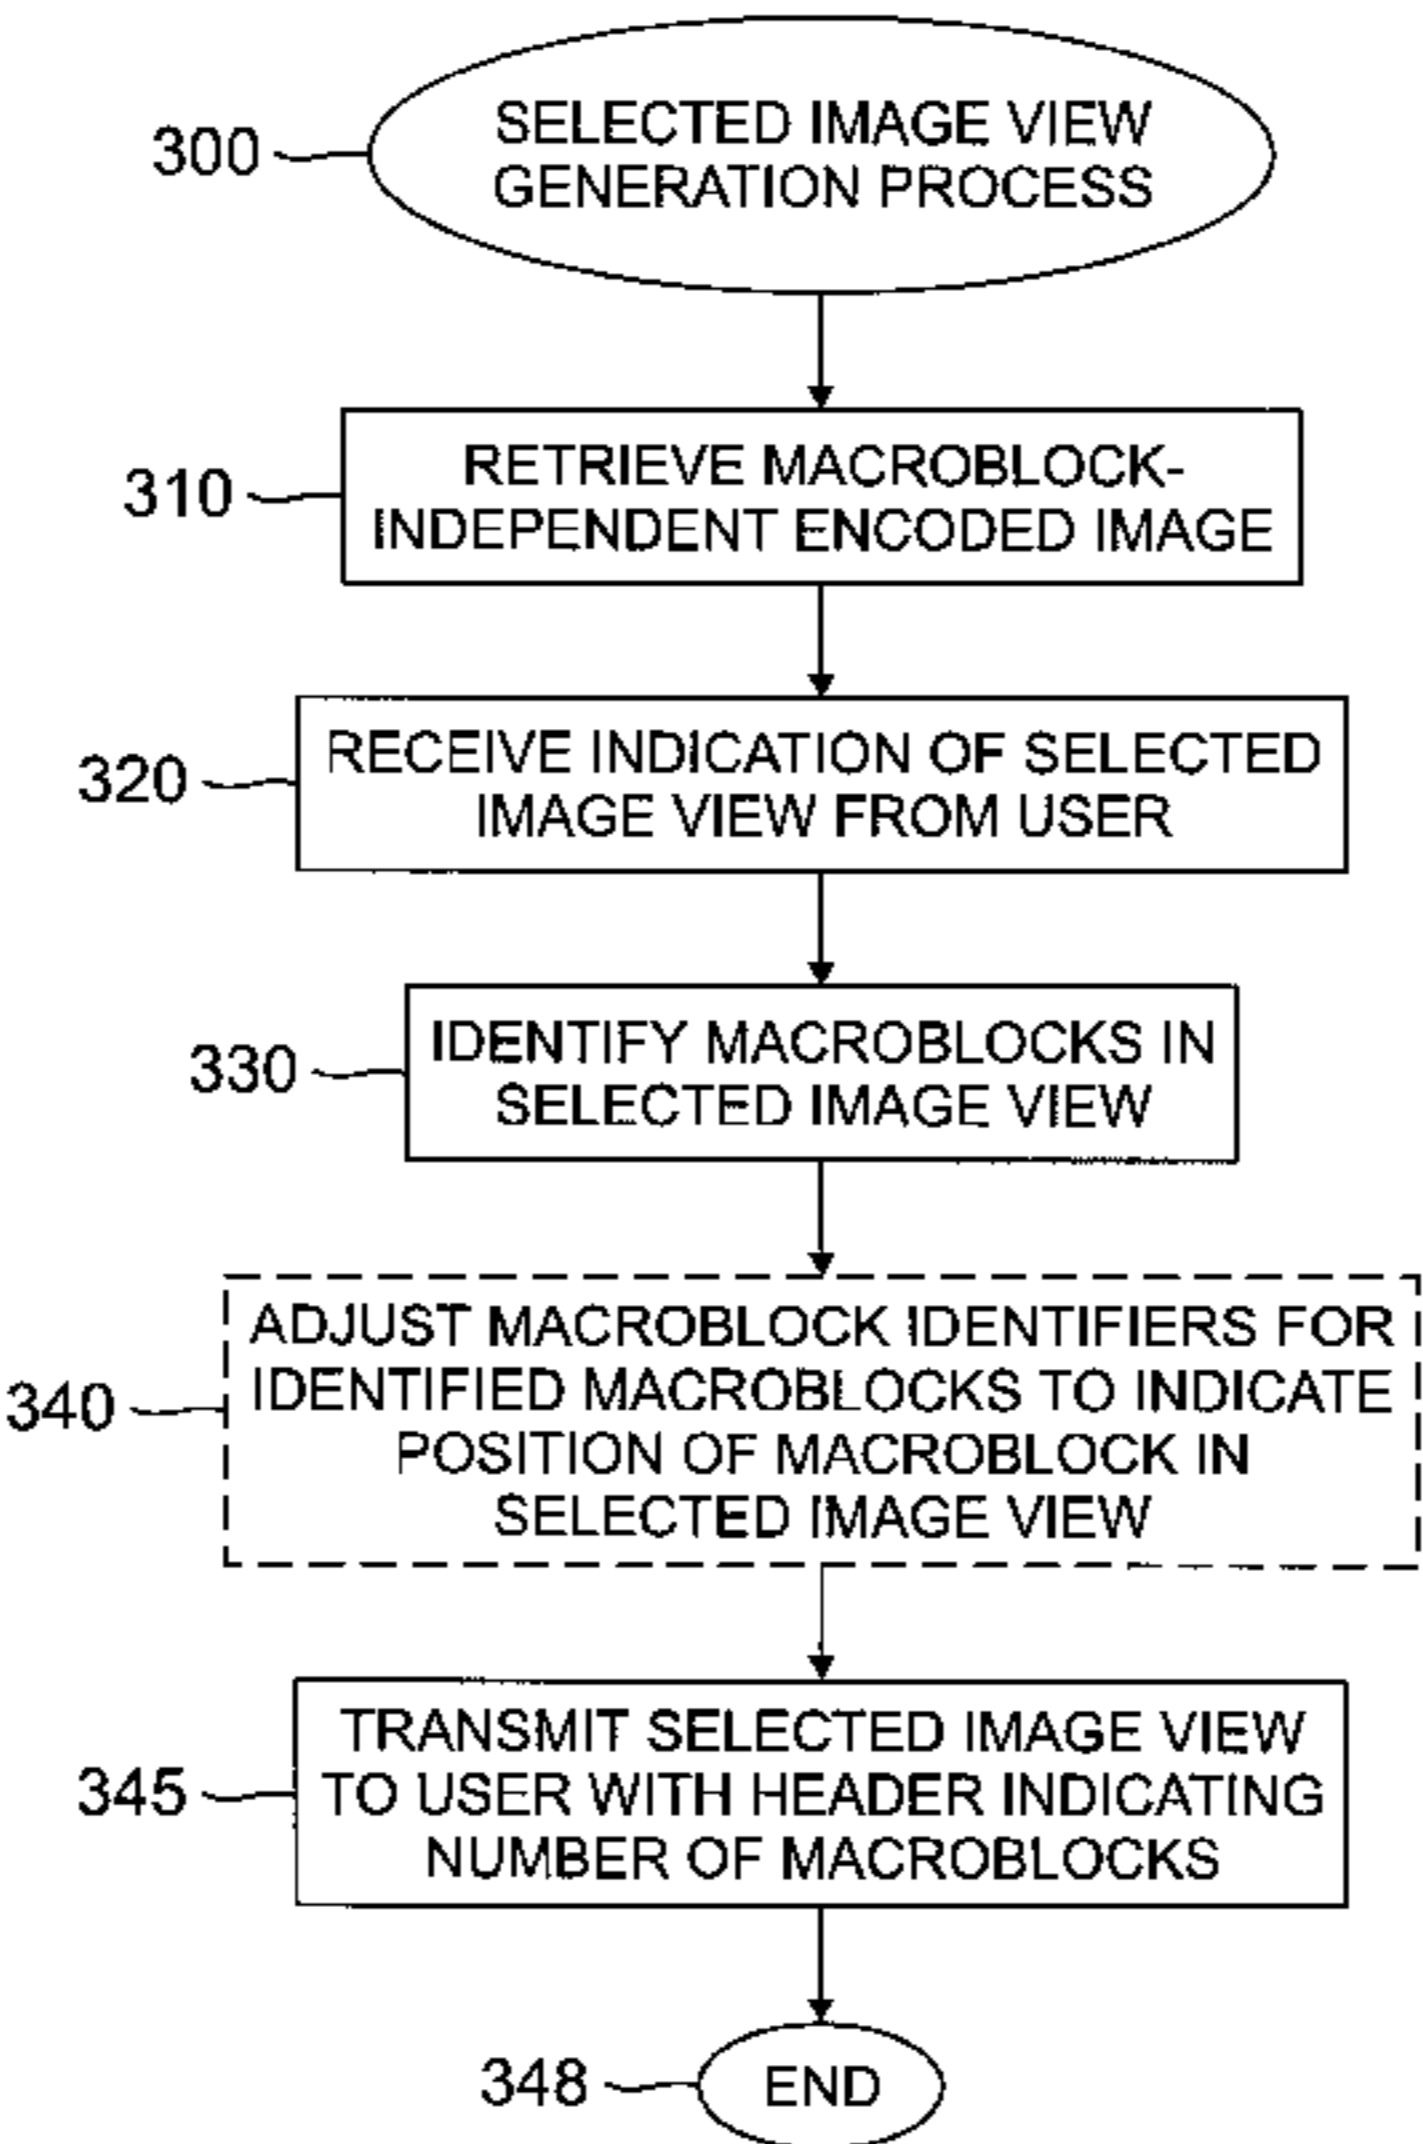 300
SELECTED IMAGE VIEW
GENERATION PROCESS
310
RETRIEVE MACROBLOCK-
INDEPENDENT ENCODED IMAGE
320
RECEIVE INDICATION OF SELECTED
IMAGE VIEW FROM USER
330
IDENTIFY MACROBLOCKS IN
SELECTED IMAGE VIEW
340
ADJUST MACROBLOCK IDENTIFIERS FOR
IDENTIFIED MACROBLOCKS TO INDICATE
POSITION OF MACROBLOCK IN
SELECTED IMAGE VIEW
345
TRANSMIT SELECTED IMAGE VIEW
TO USER WITH HEADER INDICATING
NUMBER OF MACROBLOCKS
348
END